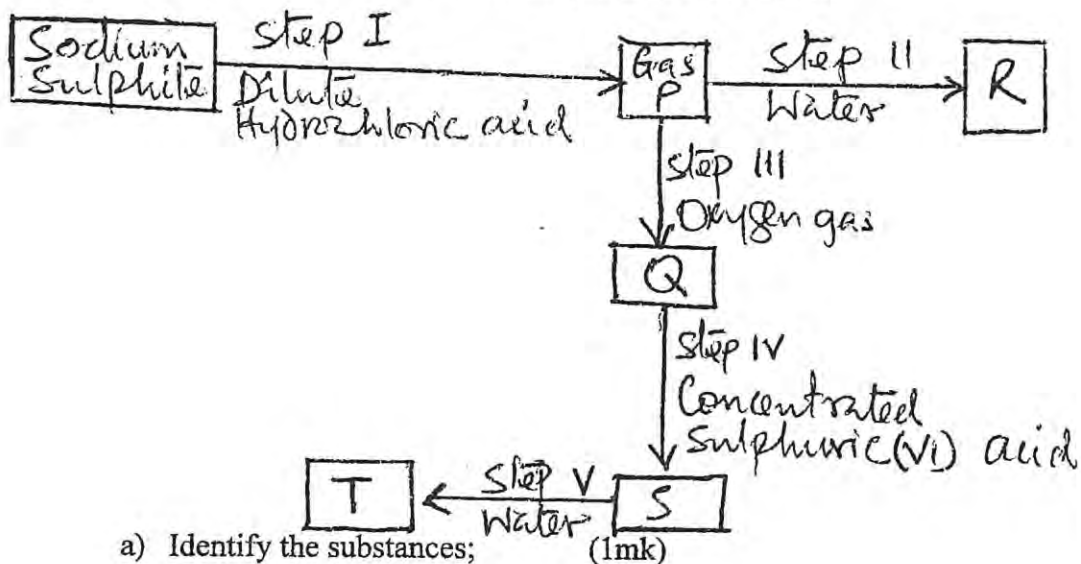 Sodium
Sulphite
Step I
Dilute
Hydrochloric acid
Gas
P
Step II
Water
R
Step III
Oxygen gas
Q
Step IV
Concentrated
Sulphuric(VI) acid
S
Step V
Water
T
a) Identify the substances; (1mk)